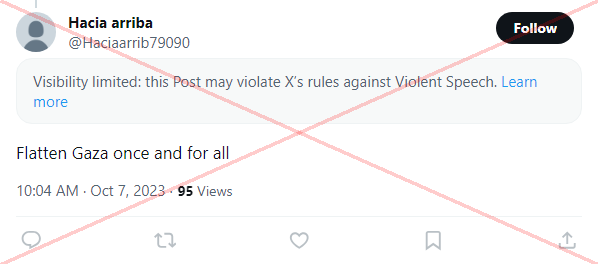 Hacia arriba
@Haciaarrib79090
Follow
Visibility limited: this Post may violate X's rules against Violent Speech. Learn
more
Flatten Gaza once and for all
10:04 AM · Oct 7, 2023 · 95 Views